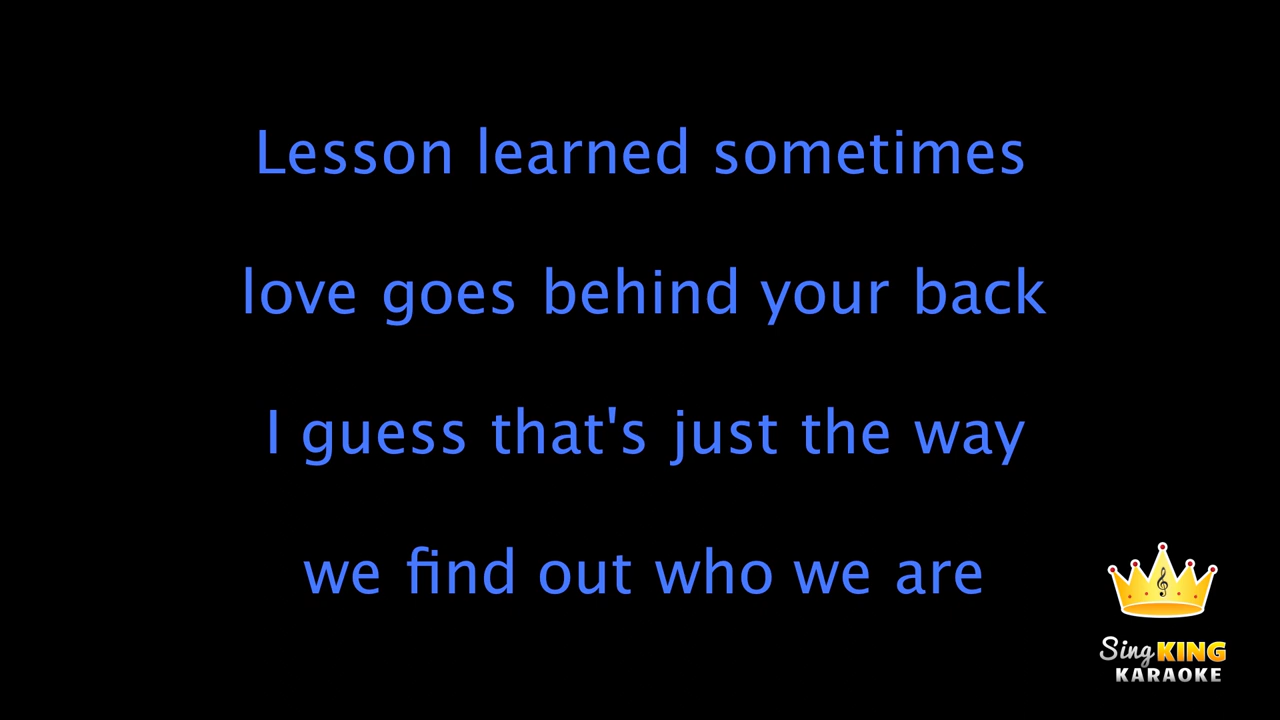 Lesson learned sometimes
love goes behind your back
I guess that's just the way
we find out who we are
Sing KING
KARAOKE